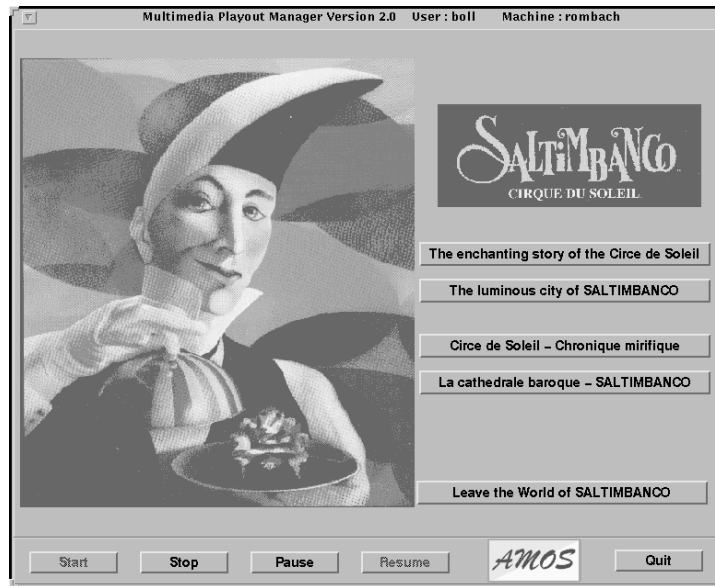 Multimedia Playout Manager Version 2.0 User : boll Machine : rombach
SALTiMBANCO
CIRQUE DU SOLEIL
The enchanting story of the Circe de Soleil
The luminous city of SALTIMBANCO
Circe de Soleil – Chronique mirifique
La cathedrale baroque – SALTIMBANCO
Leave the World of SALTIMBANCO
Start Stop Pause Resume AMOS Quit